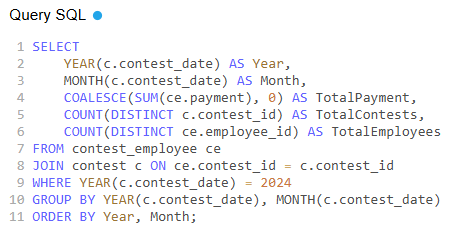 Query SQL
1 SELECT
2     YEAR(c.contest_date) AS Year,
3     MONTH(c.contest_date) AS Month,
4     COALESCE(SUM(ce.payment), 0) AS TotalPayment,
5     COUNT(DISTINCT c.contest_id) AS TotalContests,
6     COUNT(DISTINCT ce.employee_id) AS TotalEmployees
7 FROM contest_employee ce
8 JOIN contest c ON ce.contest_id = c.contest_id
9 WHERE YEAR(c.contest_date) = 2024
10 GROUP BY YEAR(c.contest_date), MONTH(c.contest_date)
11 ORDER BY Year, Month;